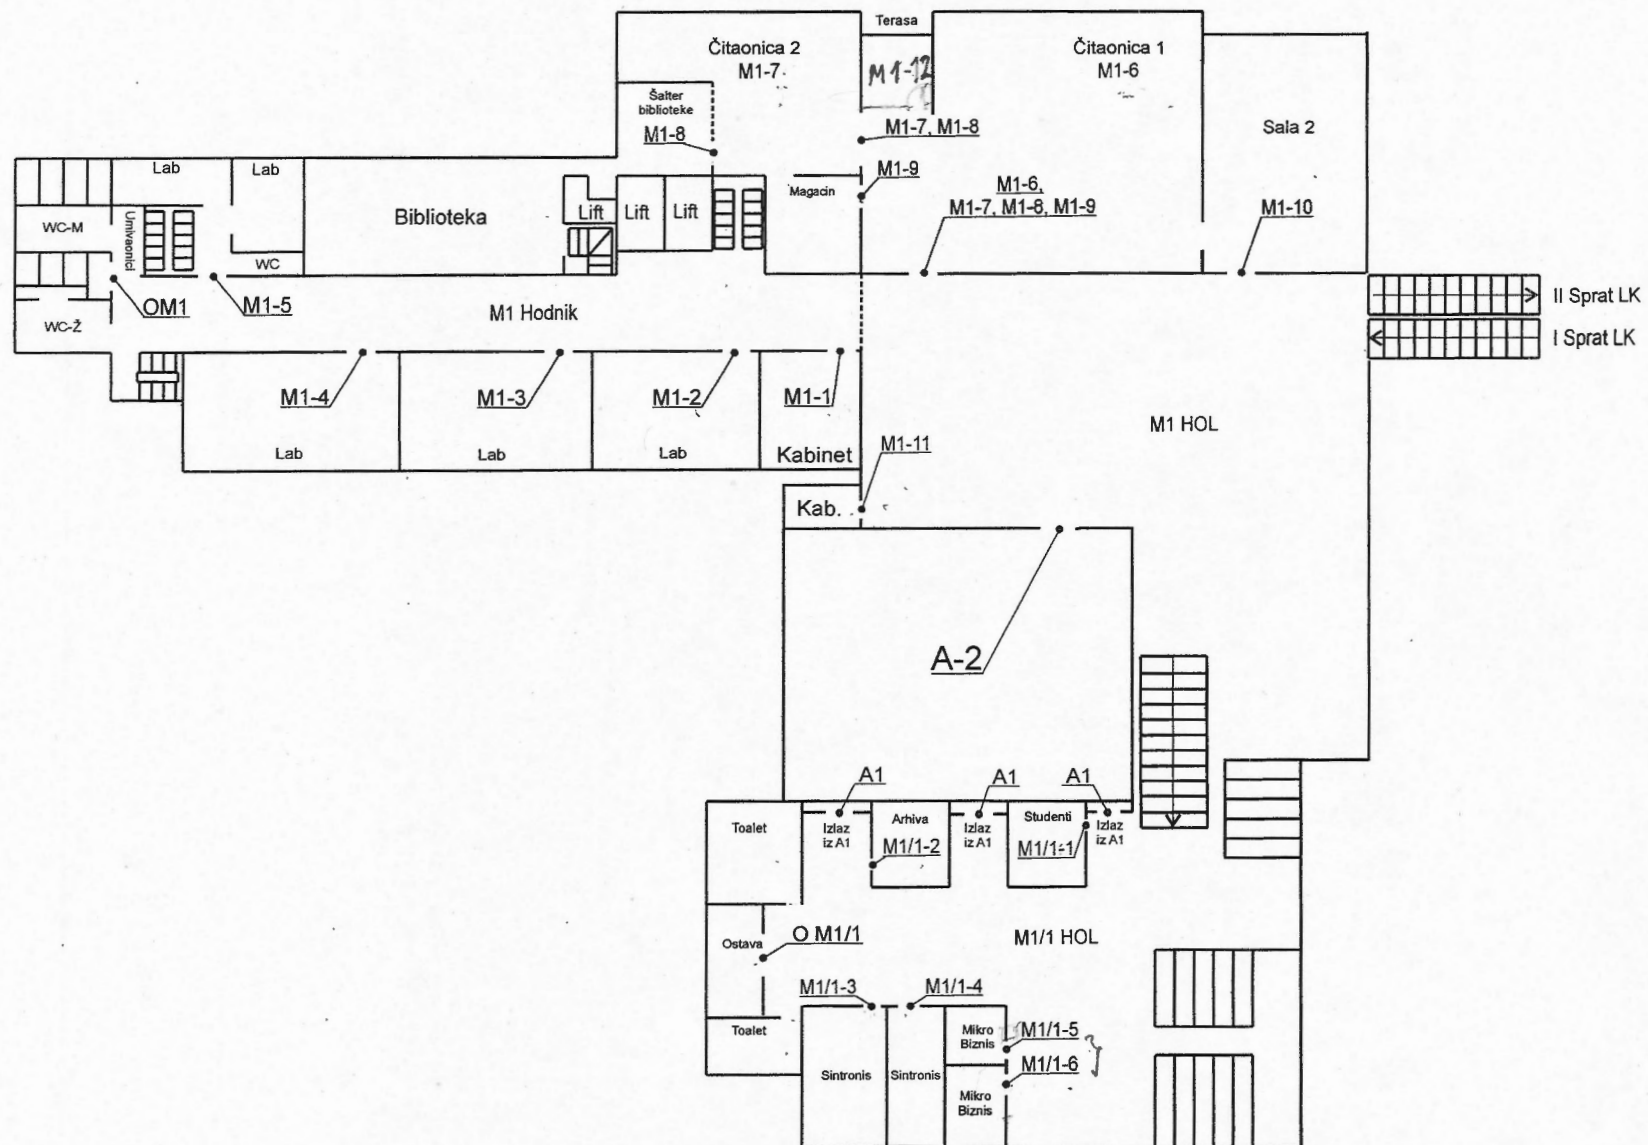 Terasa
Čitaonica 2
M1-7
M1-12
Čitaonica 1
M1-6
Šalter
biblioteke
M1-8
M1-7, M1-8
Sala 2
Lab
Lab
M1-9
Magacin
M1-6,
M1-7, M1-8, M1-9
M1-10
Biblioteka
Lift
Lift
Lift
WC-M
Umivaonici
WC
OM1
M1-5
M1 Hodnik
WC-Ž
II Sprat LK
I Sprat LK
M1-4
M1-3
M1-2
M1-1
M1 HOL
Lab
Lab
Lab
Kabinet
M1-11
Kab.
A-2
A1
A1
A1
Toalet
Izlaz
iz A1
Arhiva
M1/1-2
Izlaz
iz A1
Studenti
M1/1-1
Izlaz
iz A1
Ostava
O M1/1
M1/1 HOL
M1/1-3
M1/1-4
Toalet
Mikro
Biznis
M1/1-5
M1/1-6
Sintronis
Sintronis
Mikro
Biznis